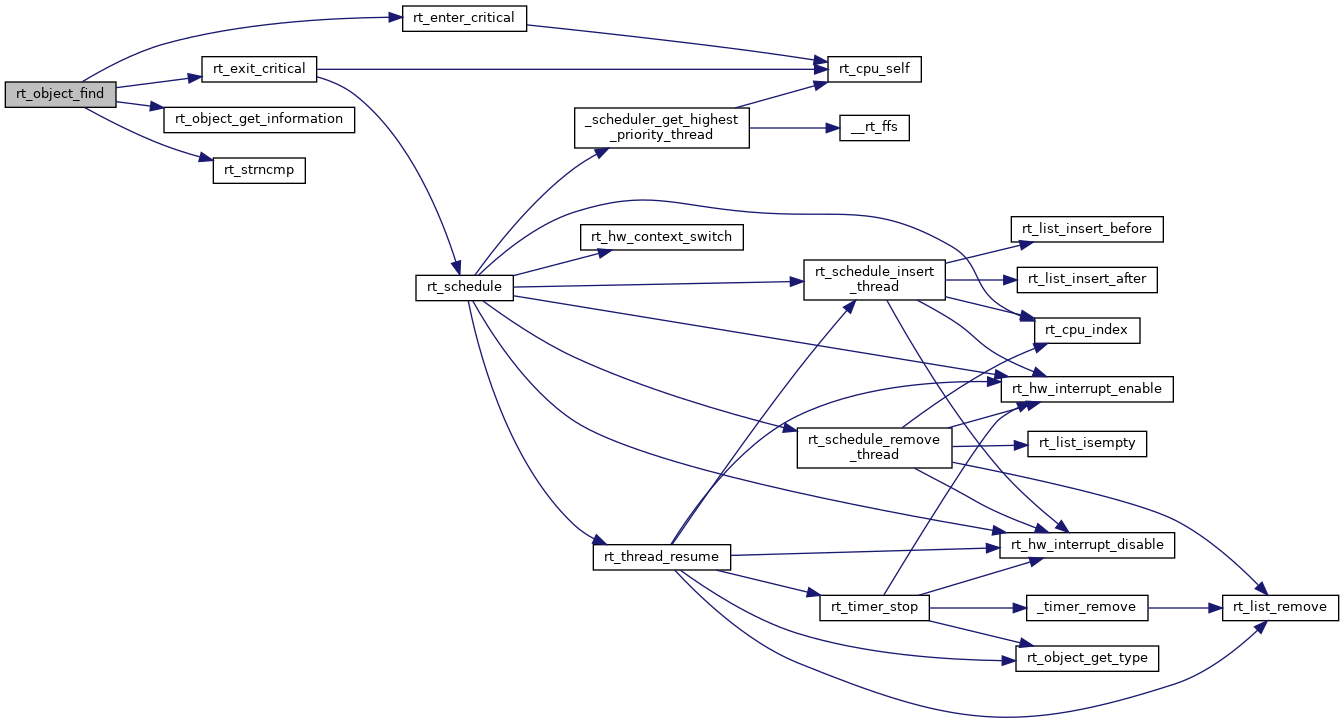 rt_object_find
rt_enter_critical
rt_exit_critical
rt_object_get_information
rt_strncmp
rt_cpu_self
_scheduler_get_highest
_priority_thread
__rt_ffs
rt_schedule
rt_hw_context_switch
rt_schedule_insert
_thread
rt_list_insert_before
rt_list_insert_after
rt_cpu_index
rt_hw_interrupt_enable
rt_schedule_remove
_thread
rt_list_isempty
rt_hw_interrupt_disable
rt_thread_resume
rt_timer_stop
_timer_remove
rt_list_remove
rt_object_get_type